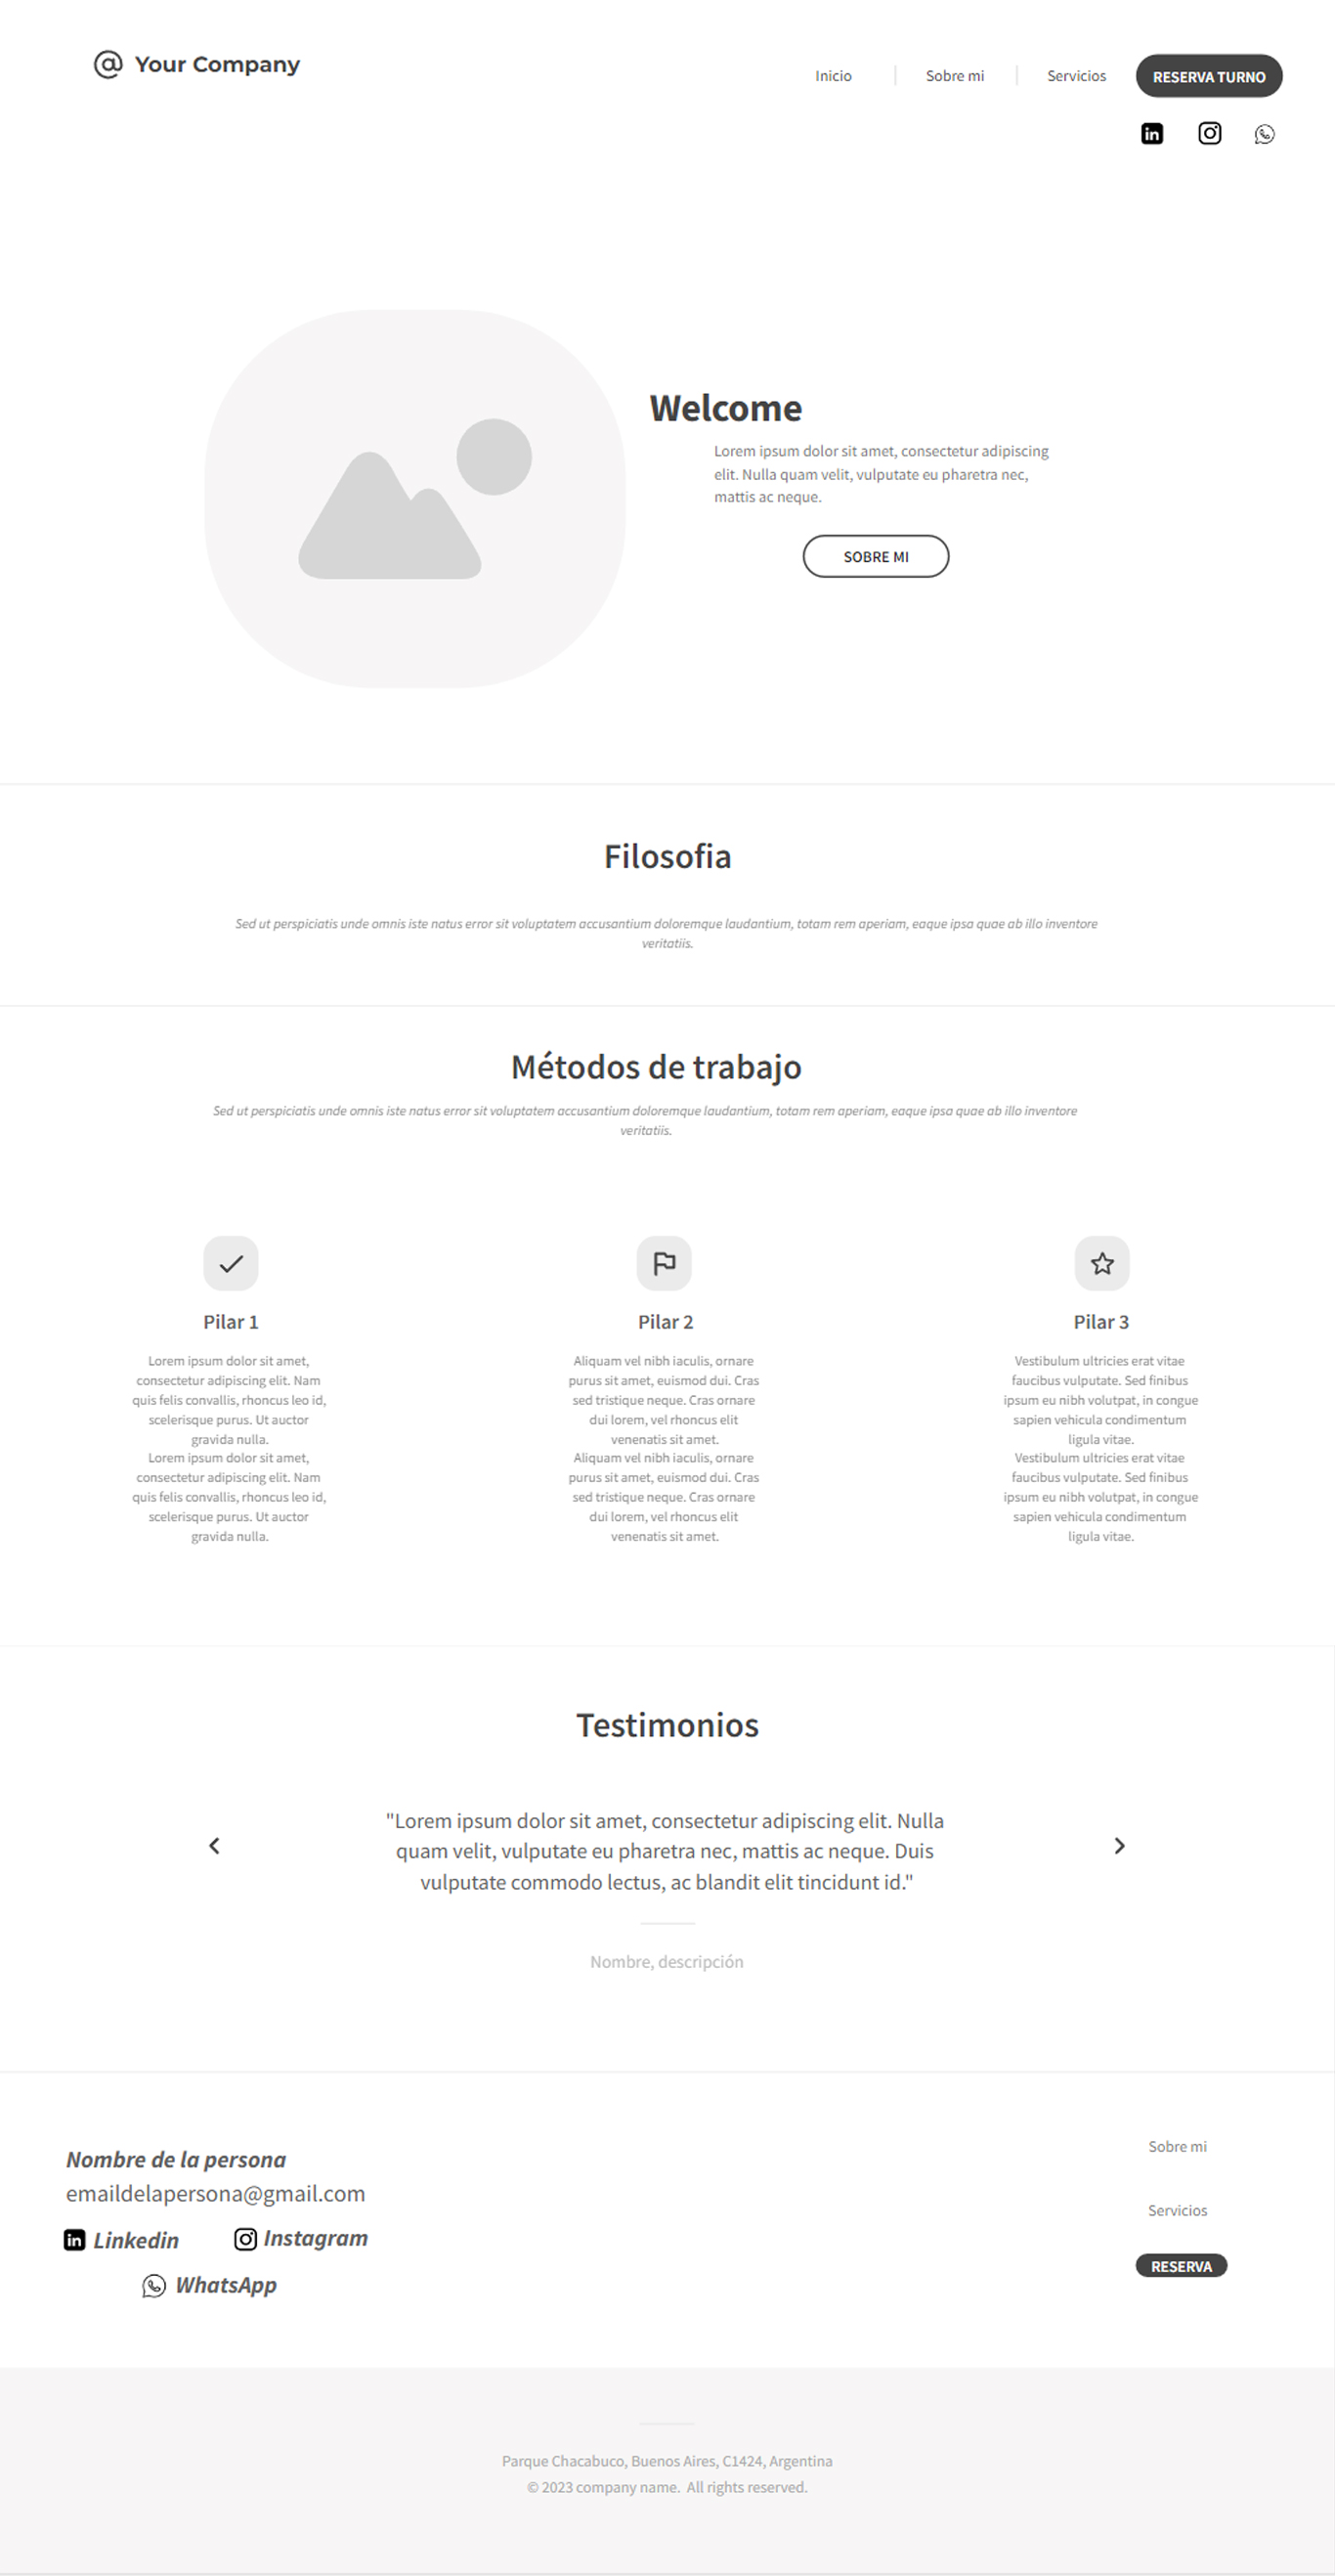 @ Your Company
Inicio
Sobre mi
Servicios
RESERVA TURNO
in
Welcome
Lorem ipsum dolor sit amet, consectetur adipiscing
elit. Nulla quam velit, vulputate eu pharetra nec,
mattis ac neque.
SOBRE MI
Filosofia
Sed ut perspiciatis unde omnis iste natus error sit voluptatem accusantium doloremque laudantium, totam rem aperiam, eaque ipsa quae ab illo inventore
veritatiis.
Métodos de trabajo
Sed ut perspiciatis unde omnis iste natus error sit voluptatem accusantium doloremque laudantium, totam rem aperiam, eaque ipsa quae ab illo inventore
veritatiis.
Pilar 1
Lorem ipsum dolor sit amet,
consectetur adipiscing elit. Nam
quis felis convallis, rhoncus leo id,
scelerisque purus. Ut auctor
gravida nulla.
Lorem ipsum dolor sit amet,
consectetur adipiscing elit. Nam
quis felis convallis, rhoncus leo id,
scelerisque purus. Ut auctor
gravida nulla.
Pilar 2
Aliquam vel nibh iaculis, ornare
purus sit amet, euismod dui. Cras
sed tristique neque. Cras ornare
dui lorem, vel rhoncus elit
venenatis sit amet.
Aliquam vel nibh iaculis, ornare
purus sit amet, euismod dui. Cras
sed tristique neque. Cras ornare
dui lorem, vel rhoncus elit
venenatis sit amet.
Pilar 3
Vestibulum ultricies erat vitae
faucibus vulputate. Sed finibus
ipsum eu nibh volutpat, in congue
sapien vehicula condimentum
ligula vitae.
Vestibulum ultricies erat vitae
faucibus vulputate. Sed finibus
ipsum eu nibh volutpat, in congue
sapien vehicula condimentum
ligula vitae.
Testimonios
"Lorem ipsum dolor sit amet, consectetur adipiscing elit. Nulla
quam velit, vulputate eu pharetra nec, mattis ac neque. Duis
vulputate commodo lectus, ac blandit elit tincidunt id."
Nombre, descripción
Nombre de la persona
emaildelapersona@gmail.com
in Linkedin
Instagram
WhatsApp
Sobre mi
Servicios
RESERVA
Parque Chacabuco, Buenos Aires, C1424, Argentina
© 2023 company name. All rights reserved.